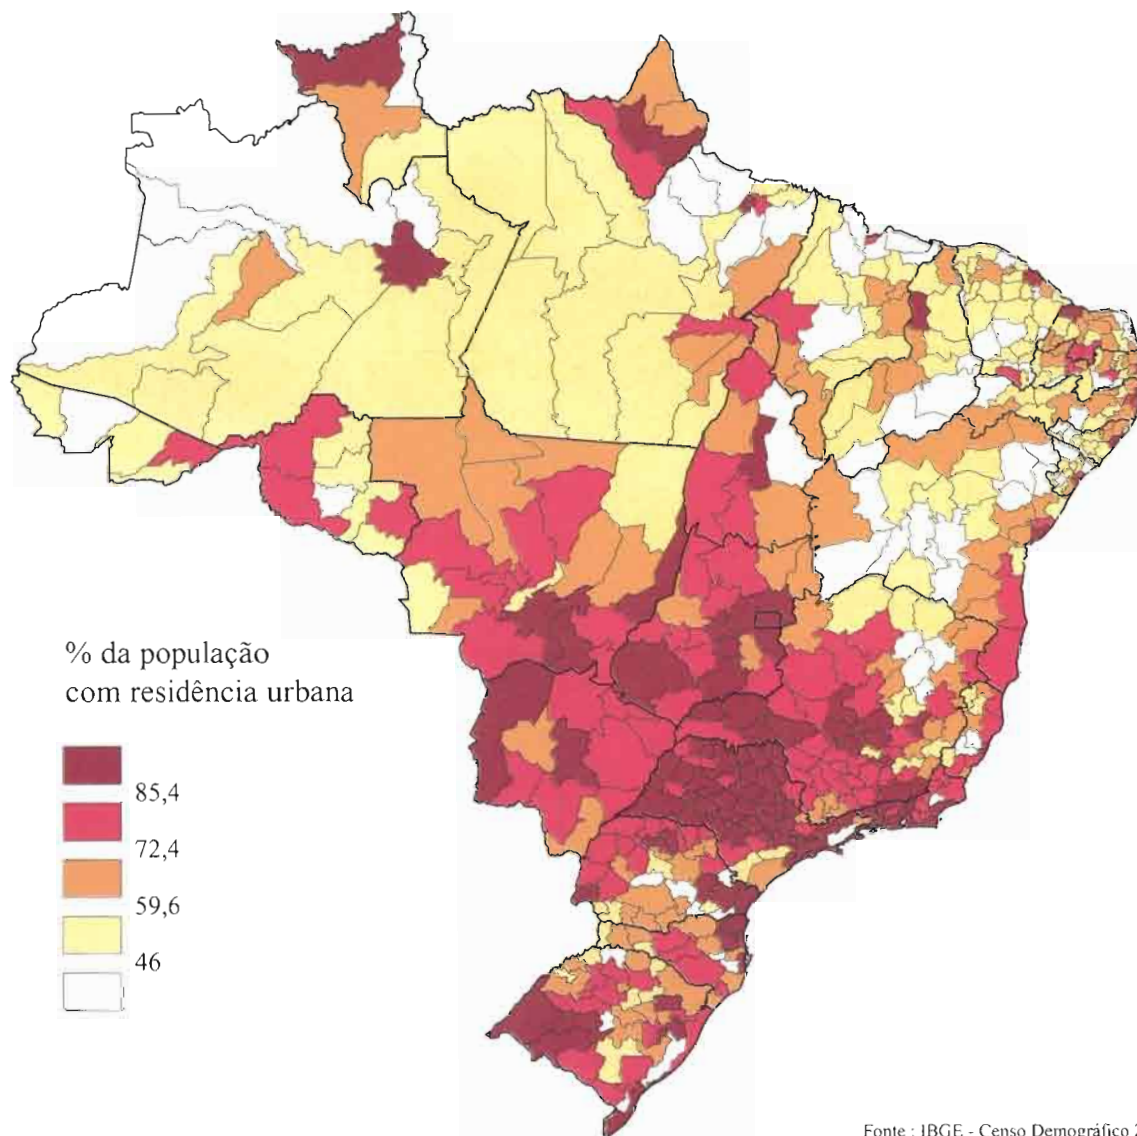 % da população
com residência urbana
85,4
72,4
59,6
46
Fonte : IBGE - Censo Demográfico